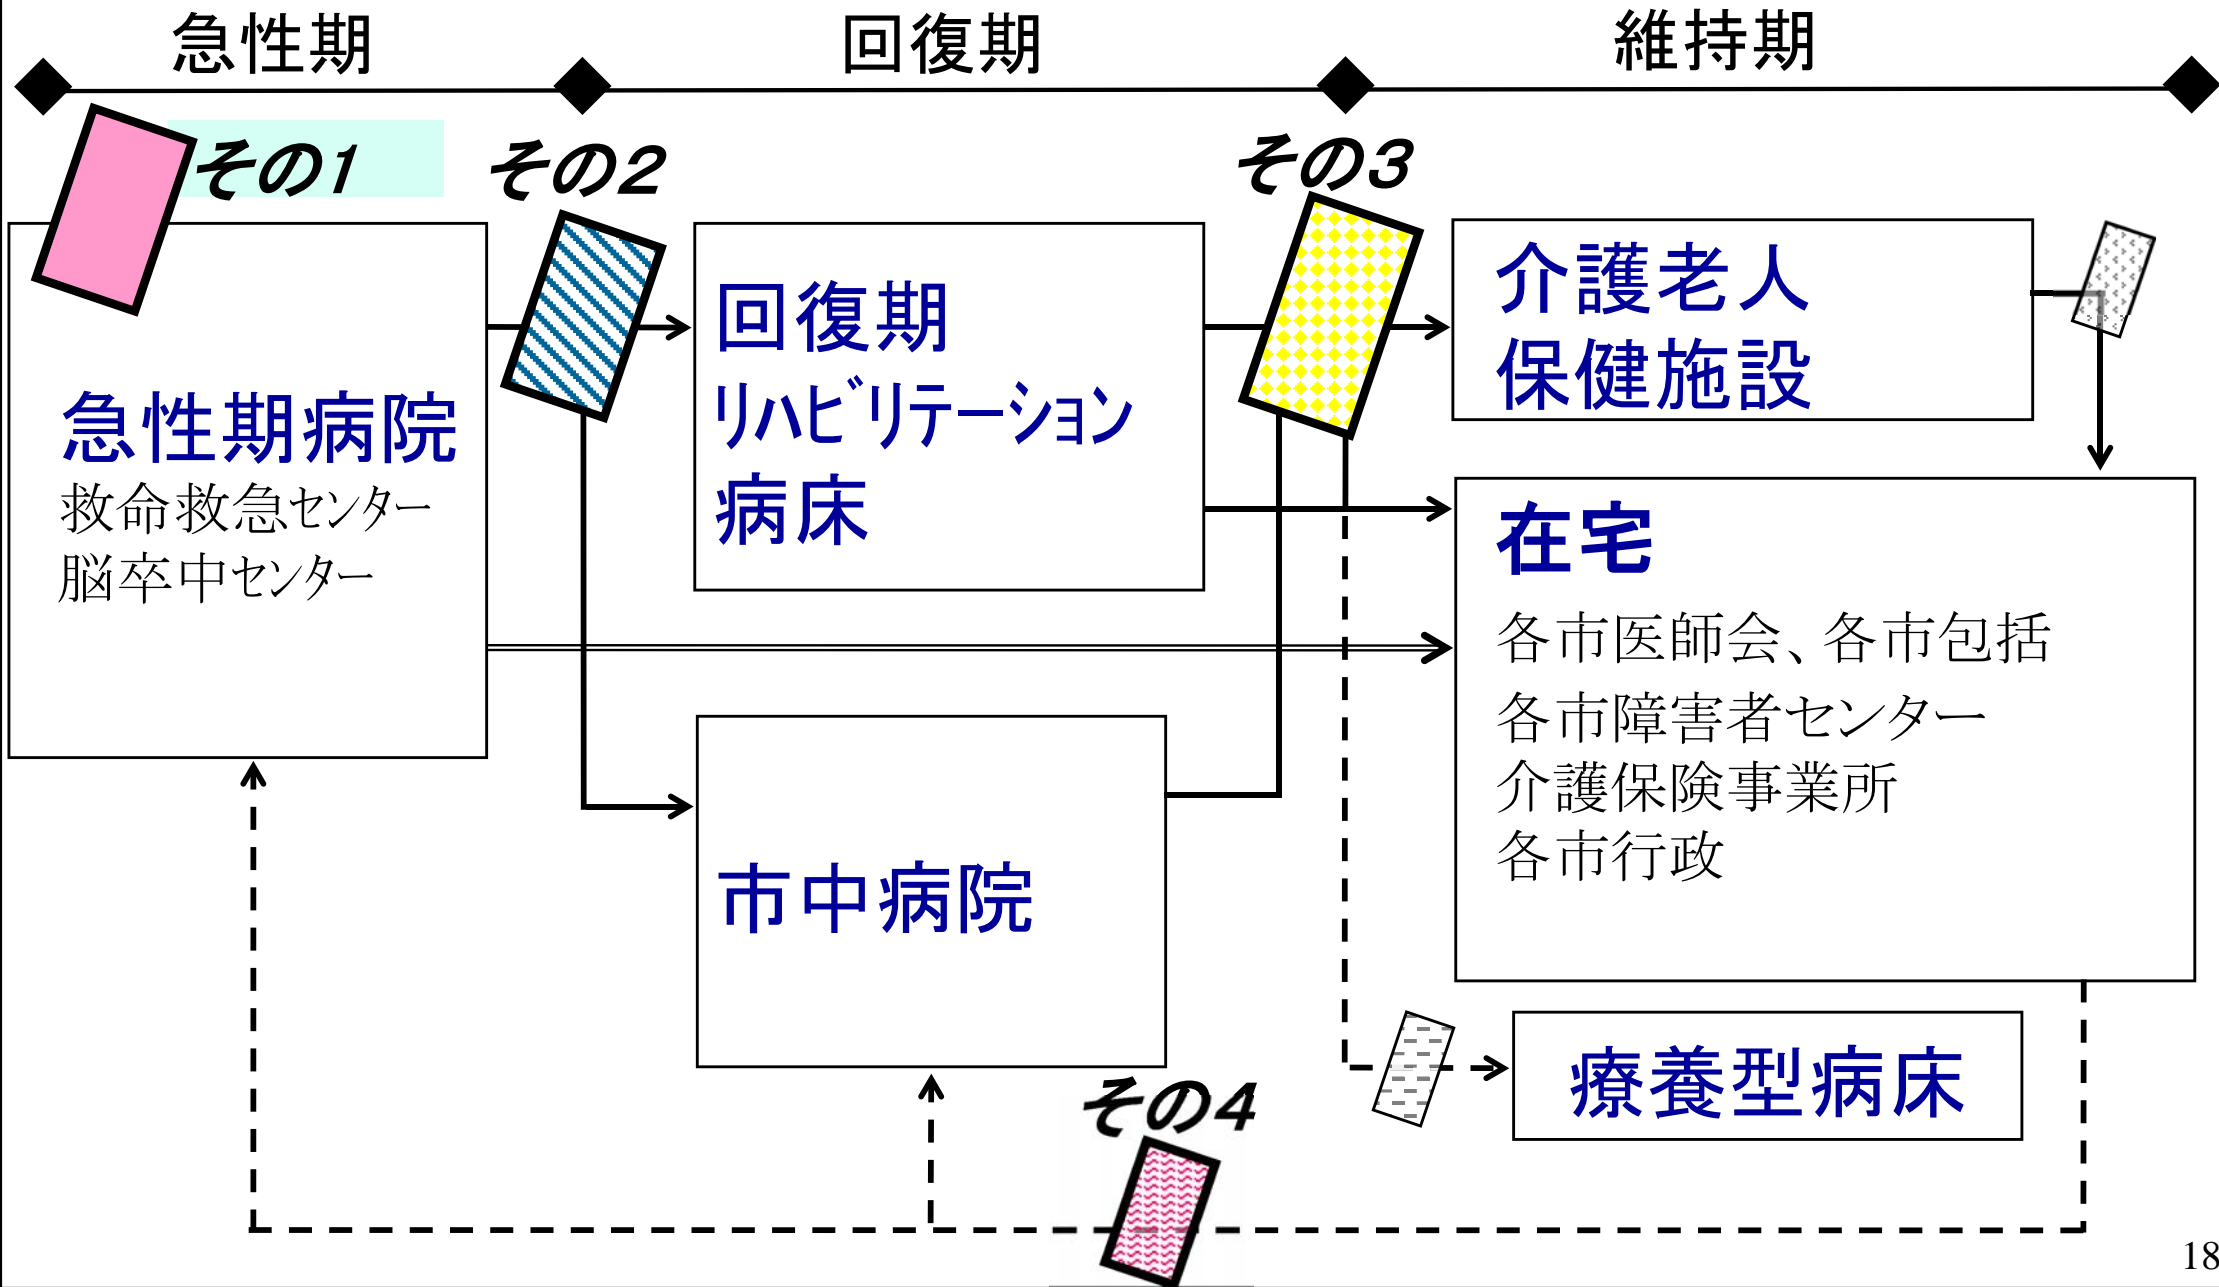 急性期
回復期
維持期
その1
その2
その3
急性期病院
救命救急センター
脳卒中センター
回復期
リハビリテーション
病床
介護老人
保健施設
在宅
各市医師会、各市包括
各市障害者センター
介護保険事業所
各市行政
市中病院
療養型病床
その4
18